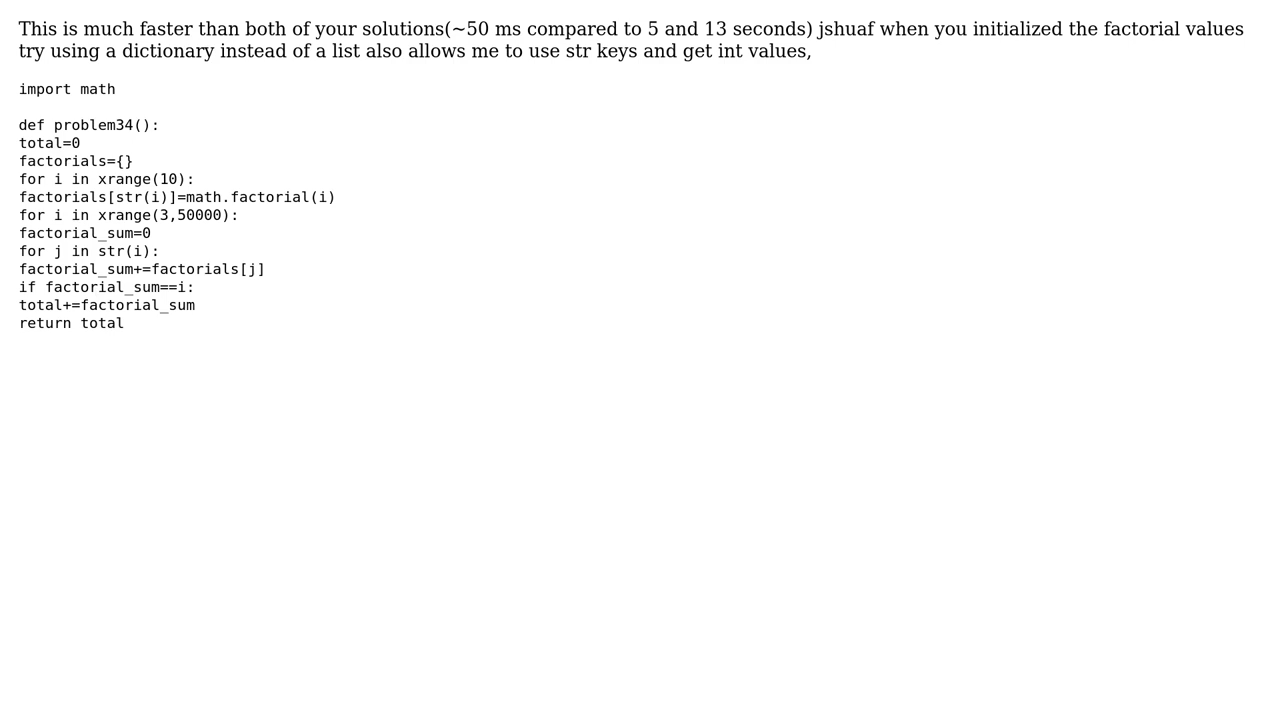 This is much faster than both of your solutions(~50 ms compared to 5 and 13 seconds) jshuaf when you initialized the factorial values
try using a dictionary instead of a list also allows me to use str keys and get int values,
import math
def problem34():
total=0
factorials={}
for i in xrange(10):
factorials[str(i)]=math.factorial(i)
for i in xrange(3,50000):
factorial_sum=0
for j in str(i):
factorial_sum+=factorials[j]
if factorial_sum==i:
total+=factorial_sum
return total